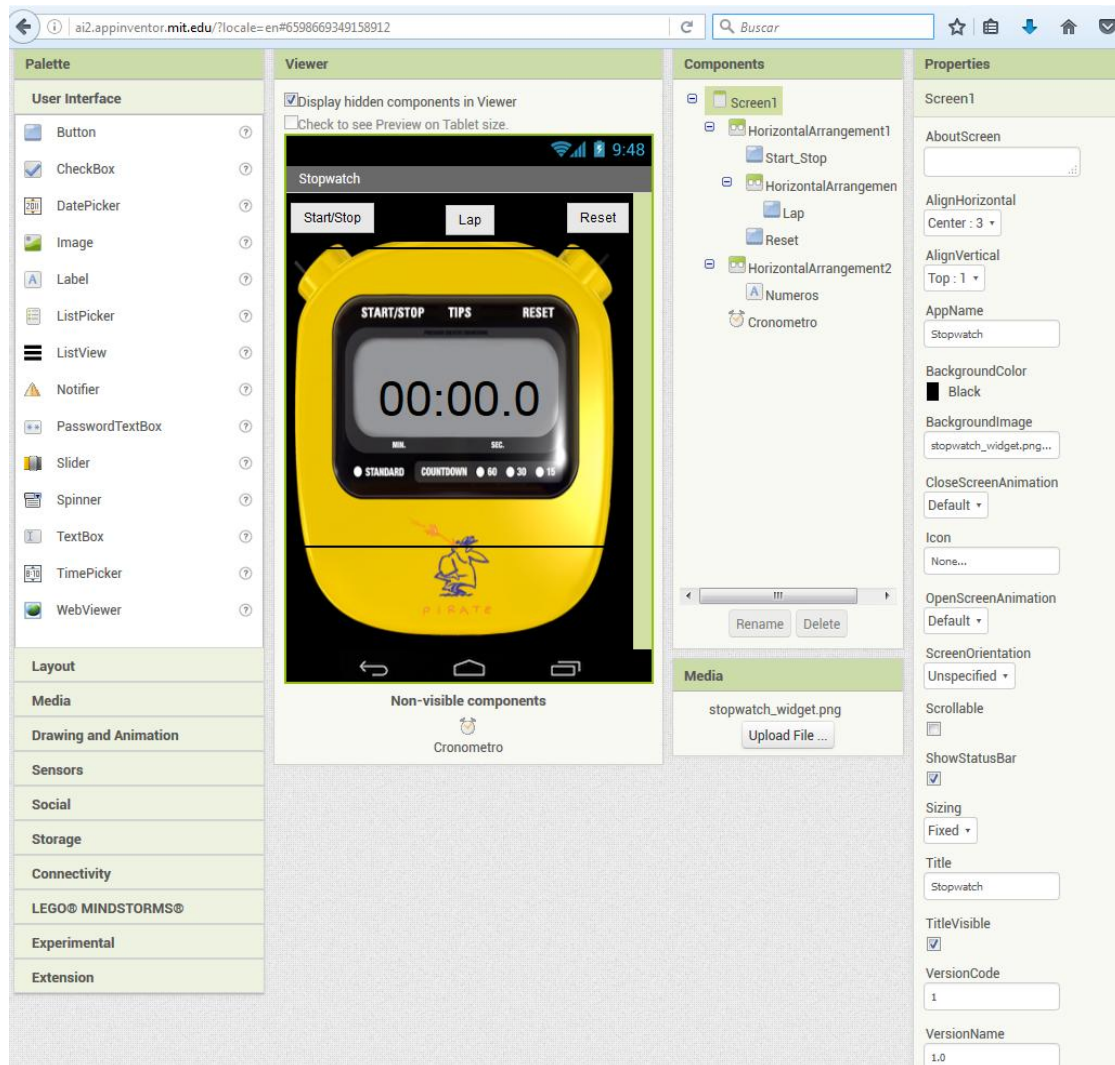 ai2.appinventor.mit.edu/?locale=en#6598669349158912
Buscar
Palette
User Interface
Button
CheckBox
DatePicker
Image
Label
ListPicker
ListView
Notifier
PasswordTextBox
Slider
Spinner
TextBox
TimePicker
WebViewer
Layout
Media
Drawing and Animation
Sensors
Social
Storage
Connectivity
LEGO® MINDSTORMS®
Experimental
Extension
Viewer
Display hidden components in Viewer
Check to see Preview on Tablet size.
9:48
Stopwatch
Start/Stop Lap Reset
START/STOP TIPS RESET
00:00.0
MIN. SEC.
STANDARD COUNTDOWN 60 30 15
PIRATE
Non-visible components
Cronometro
Components
Screen1
HorizontalArrangement1
Start_Stop
HorizontalArrangemen
Lap
Reset
HorizontalArrangement2
Numeros
Cronometro
Rename Delete
Media
stopwatch_widget.png
Upload File ...
Properties
Screen1
AboutScreen
AlignHorizontal
Center : 3
AlignVertical
Top : 1
AppName
Stopwatch
BackgroundColor
Black
BackgroundImage
stopwatch_widget.png...
CloseScreenAnimation
Default
Icon
None...
OpenScreenAnimation
Default
ScreenOrientation
Unspecified
Scrollable
ShowStatusBar
Sizing
Fixed
Title
Stopwatch
TitleVisible
VersionCode
1
VersionName
1.0